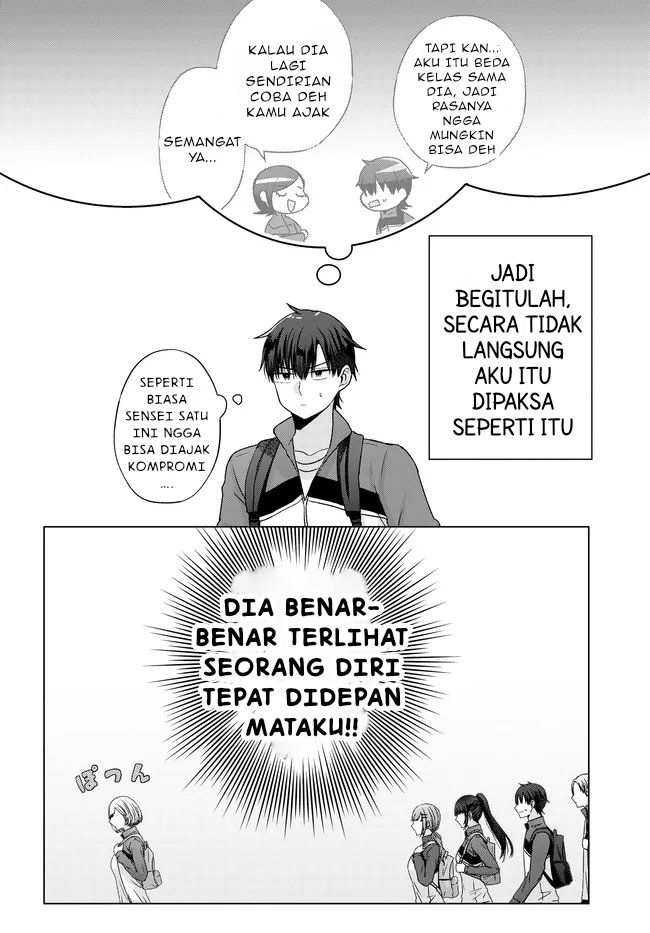 TAPI KAN...
AKU ITU BEDA
KELAS SAMA
DIA, JADI
RASANYA
NGGA
MUNGKIN
BISA DEH
KALAU DIA
LAGI
SENDIRIAN
COBA DEH
KAMU AJAK
SEMANGAT
YA...
JADI
BEGITULAH,
SECARA TIDAK
LANGSUNG
AKU ITU
DIPAKSA
SEPERTI ITU
SEPERTI
BIASA
SENSEI SATU
INI NGGA
BISA DIAJAK
KOMPROMI
....
DIA BENAR-
BENAR TERLIHAT
SEORANG DIRI
TEPAT DIDEPAN
MATAKU!!
ぽつん